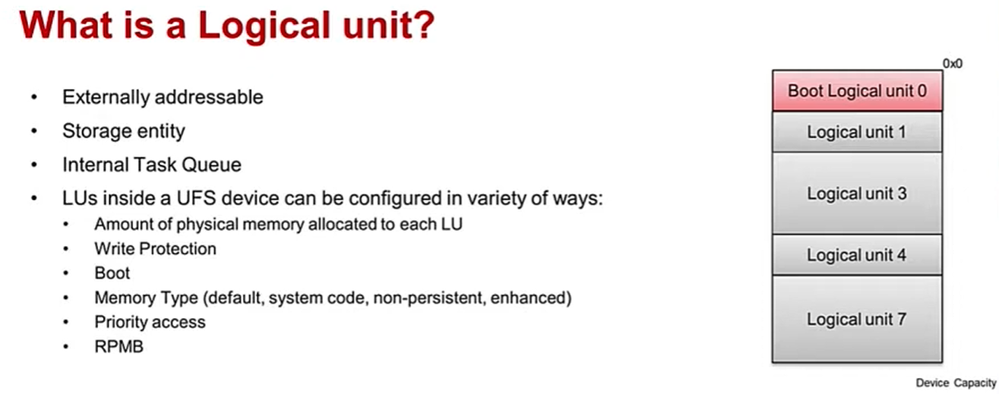 What is a Logical unit?
• Externally addressable
• Storage entity
• Internal Task Queue
• LUs inside a UFS device can be configured in variety of ways:
• Amount of physical memory allocated to each LU
• Write Protection
• Boot
• Memory Type (default, system code, non-persistent, enhanced)
• Priority access
• RPMB
0x0
Boot Logical unit 0
Logical unit 1
Logical unit 3
Logical unit 4
Logical unit 7
Device Capacity